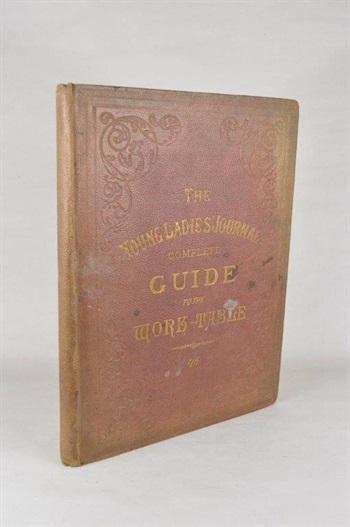 THE
YOUNG LADIES' JOURNAL
COMPLETE
GUIDE
TO THE
WORK-TABLE